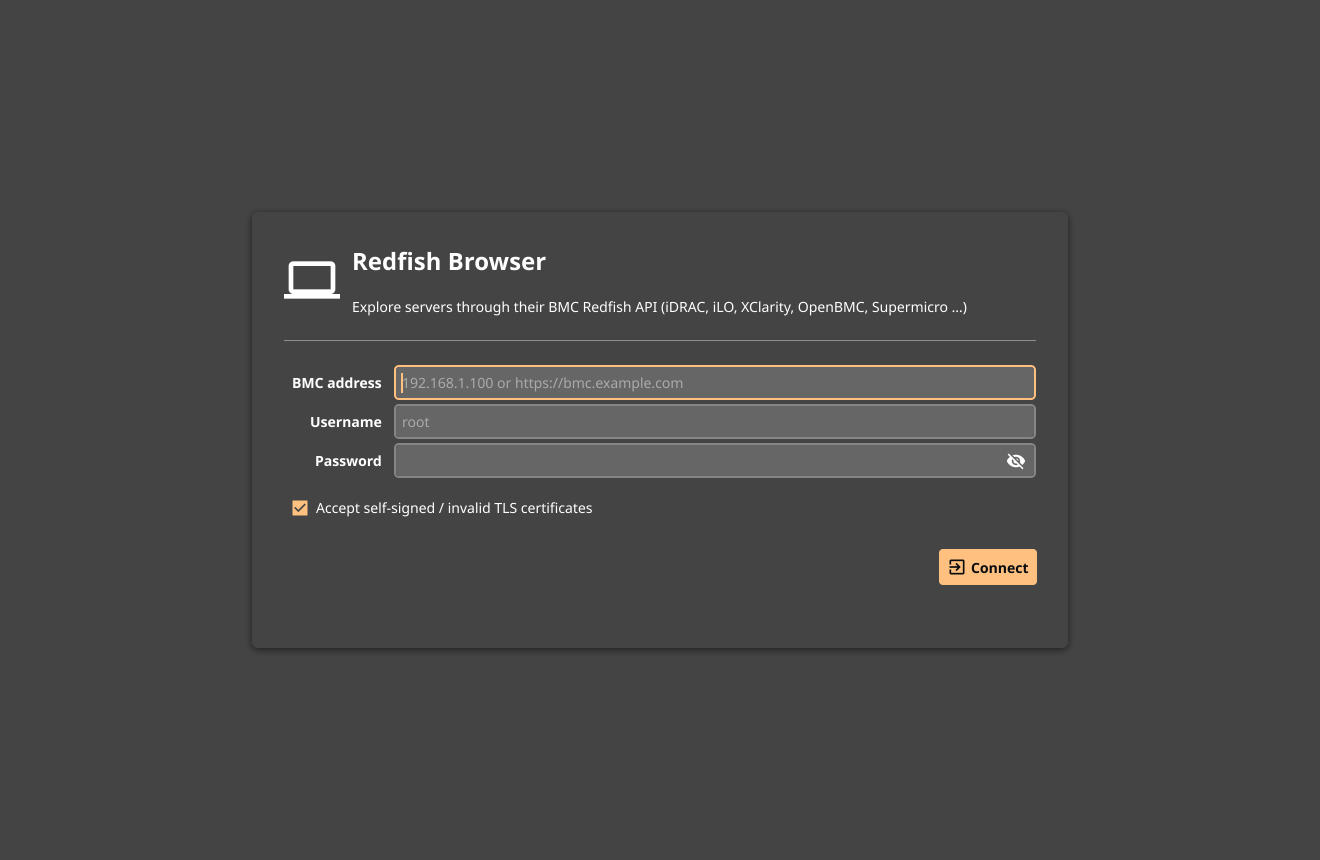 Redfish Browser
Explore servers through their BMC Redfish API (iDRAC, iLO, XClarity, OpenBMC, Supermicro ...)
BMC address 192.168.1.100 or https://bmc.example.com
Username root
Password
Accept self-signed / invalid TLS certificates
Connect